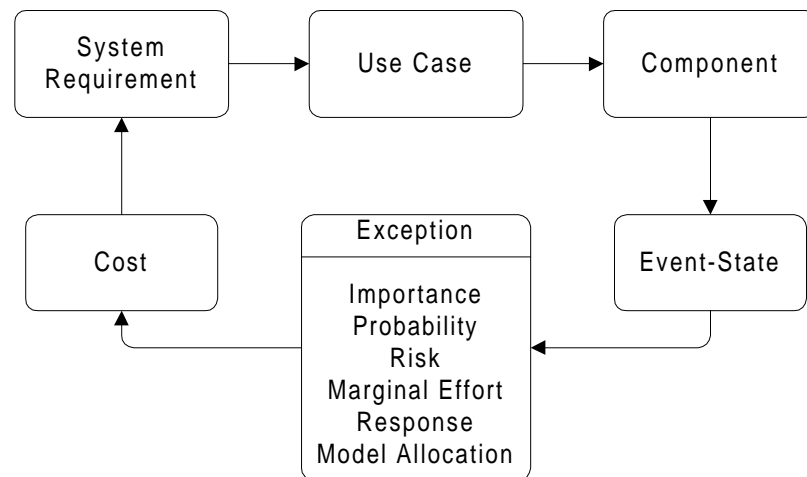 System
Requirement
Use Case
Component
Cost
Exception
Importance
Probability
Risk
Marginal Effort
Response
Model Allocation
Event-State